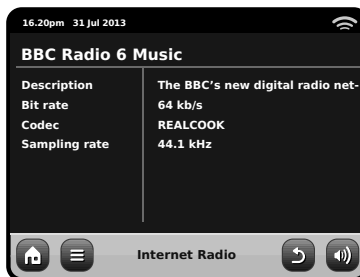 16.20pm 31 Jul 2013
BBC Radio 6 Music
Description The BBC's new digital radio net-
Bit rate 64 kb/s
Codec REALCOOK
Sampling rate 44.1 kHz
Internet Radio